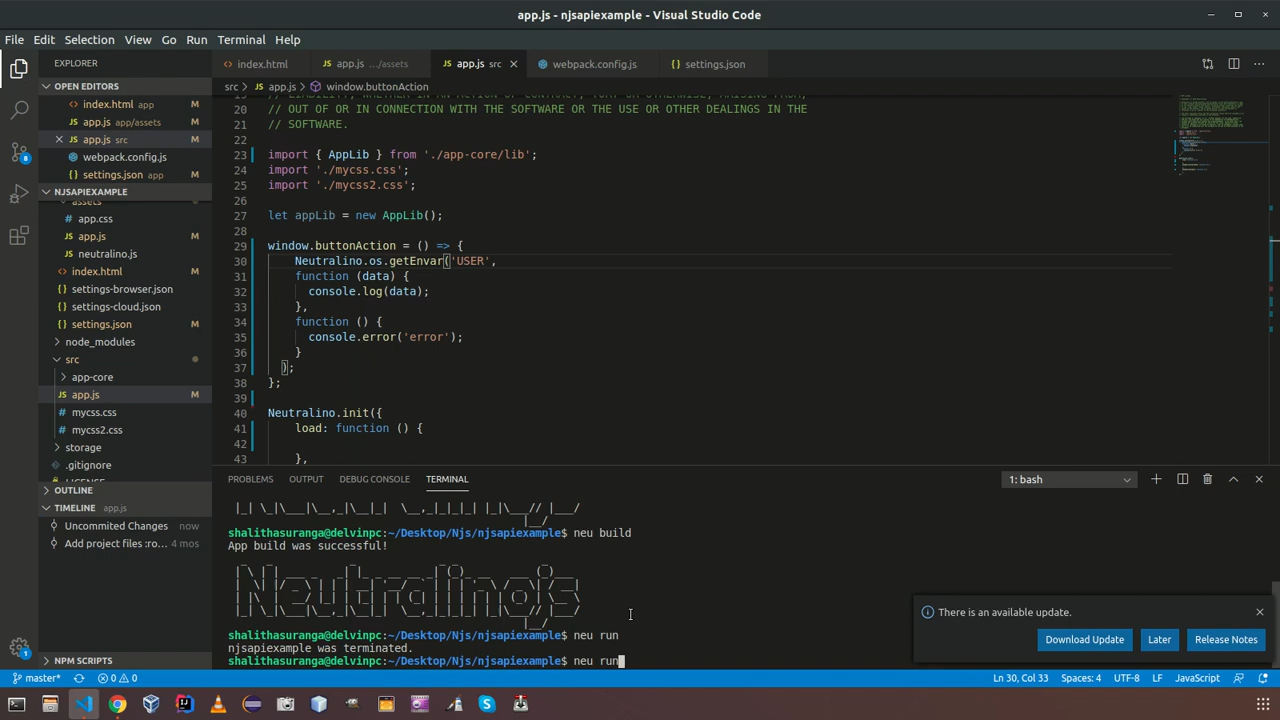 app.js - njsapiexample - Visual Studio Code
File Edit Selection View Go Run Terminal Help
EXPLORER
index.html
app.js .../assets
app.js src
webpack.config.js
settings.json
OPEN EDITORS
index.html app M
app.js app/assets M
app.js src M
webpack.config.js
settings.json app M
NJSAPIEXAMPLE
assets
app.css
app.js M
neutralino.js
index.html M
settings-browser.json
settings-cloud.json
settings.json M
node_modules
src
app-core
app.js M
mycss.css
mycss2.css
storage
.gitignore
OUTLINE
TIMELINE app.js
Uncommited Changes now
Add project files :ro... 4 mos
NPM SCRIPTS
src > app.js > window.buttonAction
20 // OUT OF OR IN CONNECTION WITH THE SOFTWARE OR THE USE OR OTHER DEALINGS IN THE
21 // SOFTWARE.
22
23 import { AppLib } from './app-core/lib';
24 import './mycss.css';
25 import './mycss2.css';
26
27 let appLib = new AppLib();
28
29 window.buttonAction = () => {
30 Neutralino.os.getEnvar('USER',
31 function (data) {
32 console.log(data);
33 },
34 function () {
35 console.error('error');
36 }
37 );
38 };
39
40 Neutralino.init({
41 load: function () {
42
43 },
PROBLEMS OUTPUT DEBUG CONSOLE TERMINAL
1: bash
shalithasuranga@delvinpc:~/Desktop/Njs/njsapiexample$ neu build
App build was successful!
Neutralinojs
shalithasuranga@delvinpc:~/Desktop/Njs/njsapiexample$ neu run
njsapiexample was terminated.
shalithasuranga@delvinpc:~/Desktop/Njs/njsapiexample$ neu run
There is an available update.
Download Update Later Release Notes
master* 0 0
Ln 30, Col 33 Spaces: 4 UTF-8 LF JavaScript